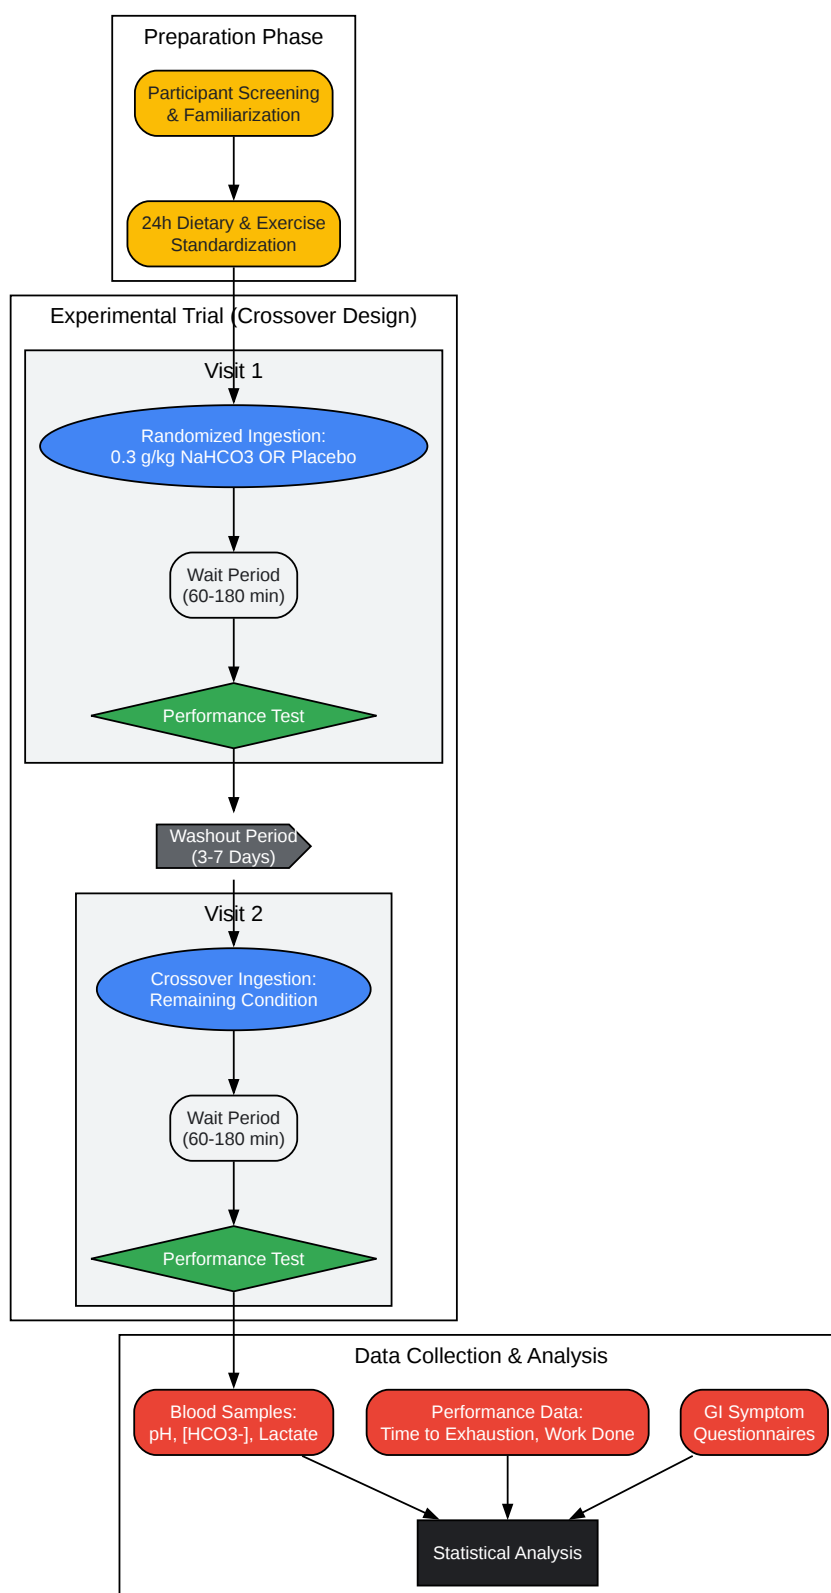 Preparation Phase
Participant Screening
& Familiarization
24h Dietary & Exercise
Standardization
Experimental Trial (Crossover Design)
Visit 1
Randomized Ingestion:
0.3 g/kg NaHCO3 OR Placebo
Wait Period
(60-180 min)
Performance Test
Washout Period
(3-7 Days)
Visit 2
Crossover Ingestion:
Remaining Condition
Wait Period
(60-180 min)
Performance Test
Data Collection & Analysis
Blood Samples:
pH, [HCO3-], Lactate
Performance Data:
Time to Exhaustion, Work Done
GI Symptom
Questionnaires
Statistical Analysis